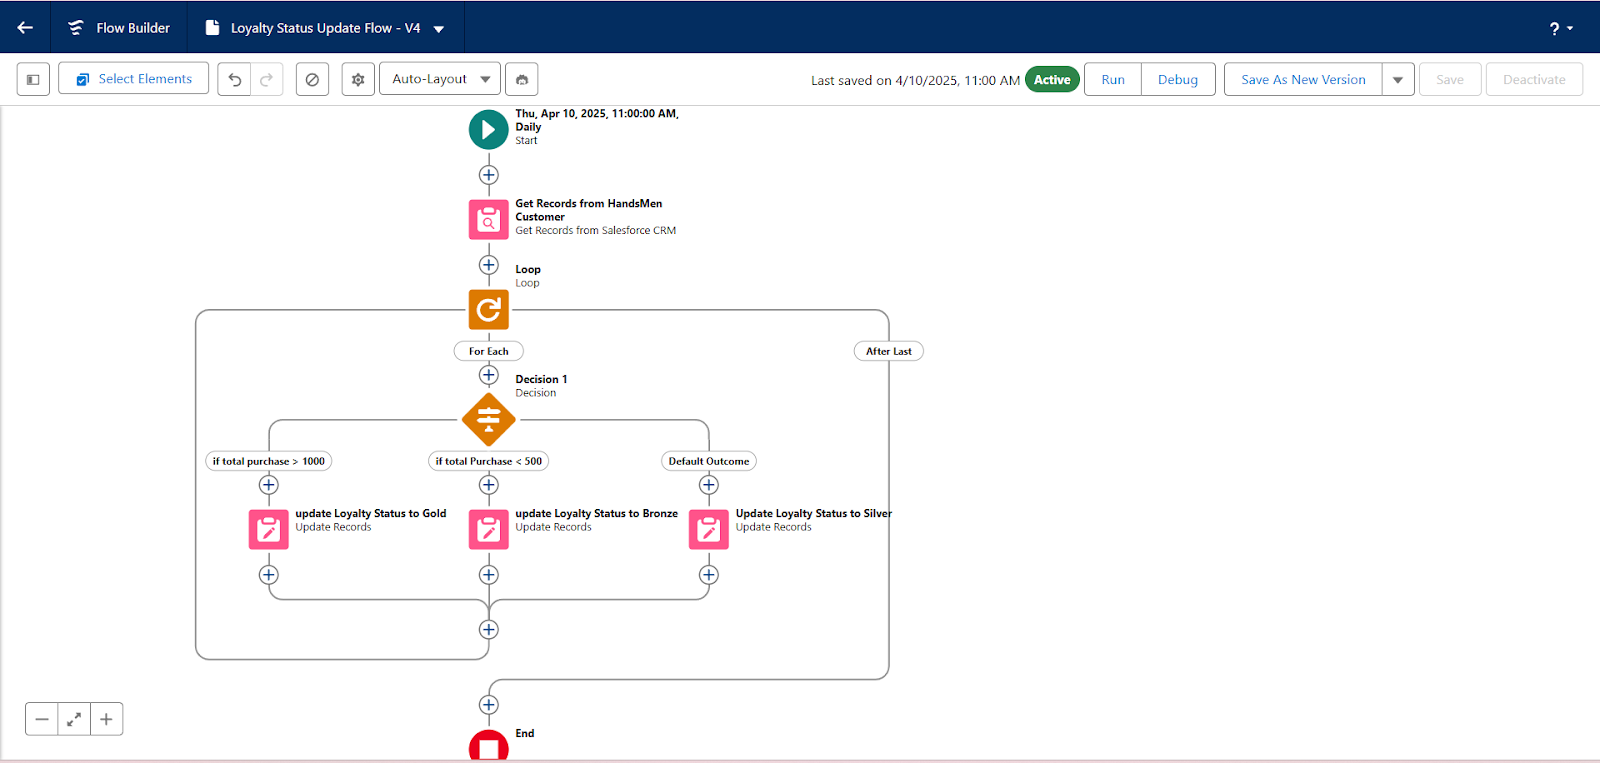 Flow Builder
Loyalty Status Update Flow - V4
?
Select Elements
Auto-Layout
Last saved on 4/10/2025, 11:00 AM
Active
Run
Debug
Save As New Version
Save
Deactivate
Thu, Apr 10, 2025, 11:00:00 AM,
Daily
Start
Get Records from HandsMen
Customer
Get Records from Salesforce CRM
Loop
Loop
For Each
After Last
Decision 1
Decision
if total purchase > 1000
if total Purchase < 500
Default Outcome
update Loyalty Status to Gold
Update Records
update Loyalty Status to Bronze
Update Records
Update Loyalty Status to Silver
Update Records
End